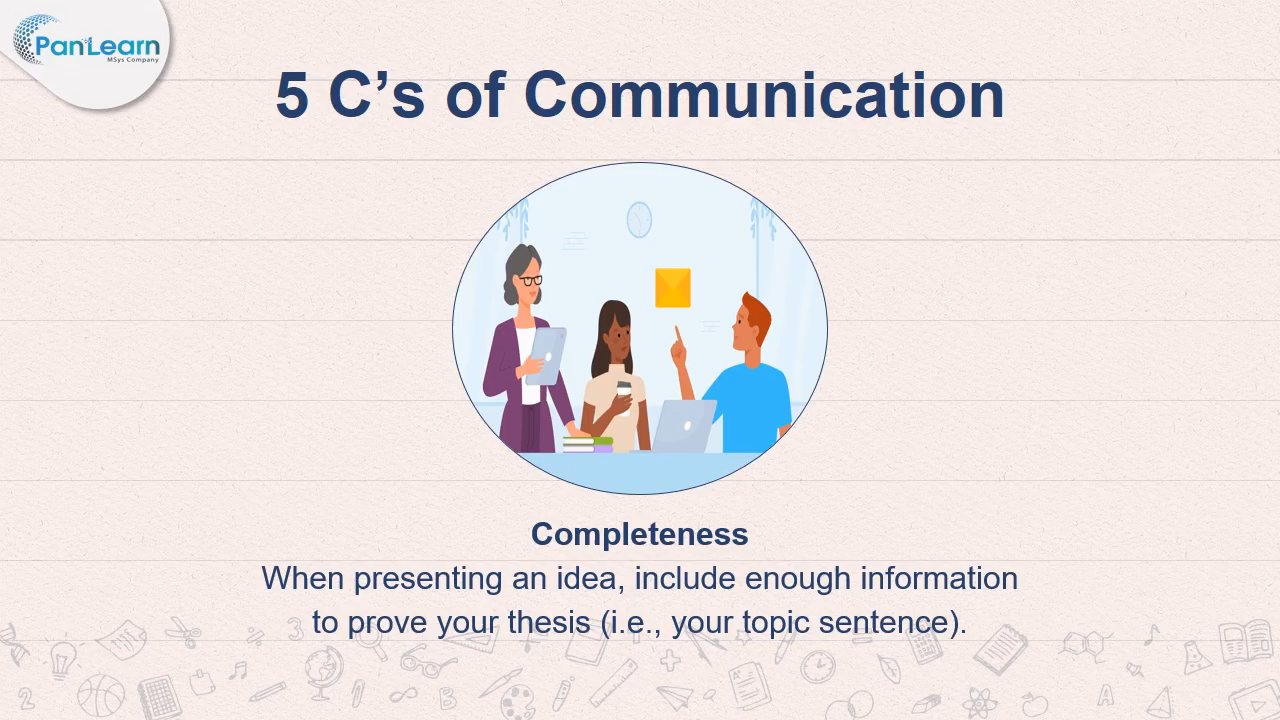 PanLearn
MSys Company
5 C’s of Communication
Completeness
When presenting an idea, include enough information
to prove your thesis (i.e., your topic sentence).